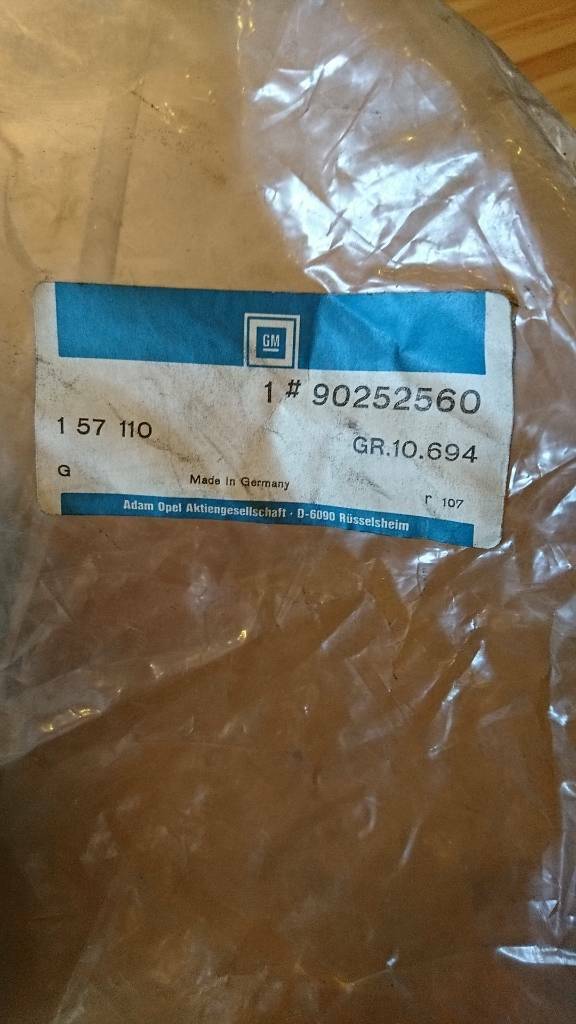 GM
1 # 90252560
1 57 110
GR.10.694
G
Made in Germany
r 107
Adam Opel Aktiengesellschaft · D-6090 Rüsselsheim